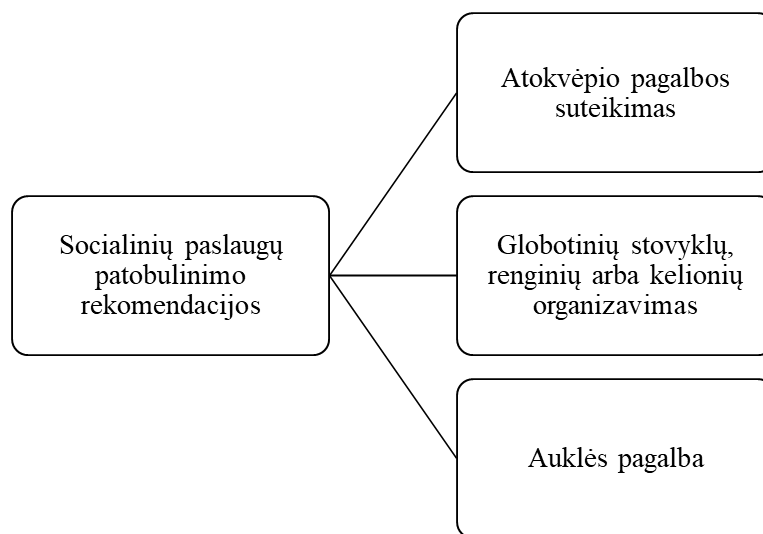 Socialinių paslaugų
patobulinimo
rekomendacijos
Atokvėpio pagalbos
suteikimas
Globotinių stovyklų,
renginių arba kelionių
organizavimas
Auklės pagalba